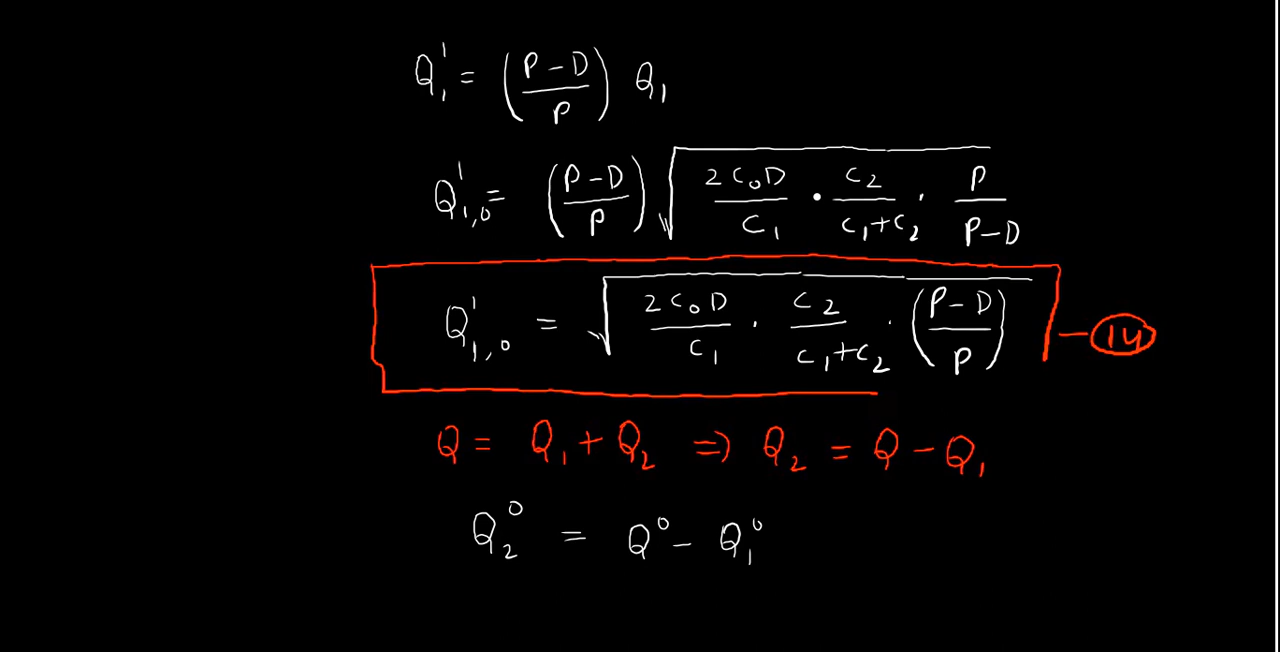 Q₁' = ((P-D)/P) Q₁
Q'₁,₀ = ((P-D)/P) √(2C₀D/C₁ · C₂/(C₁+C₂) · P/(P-D))
Q'₁,₀ = √(2C₀D/C₁ · C₂/(C₁+C₂) · ((P-D)/P)) - 14
Q = Q₁ + Q₂ ⇒ Q₂ = Q - Q₁
Q₂⁰ = Q⁰ - Q₁⁰